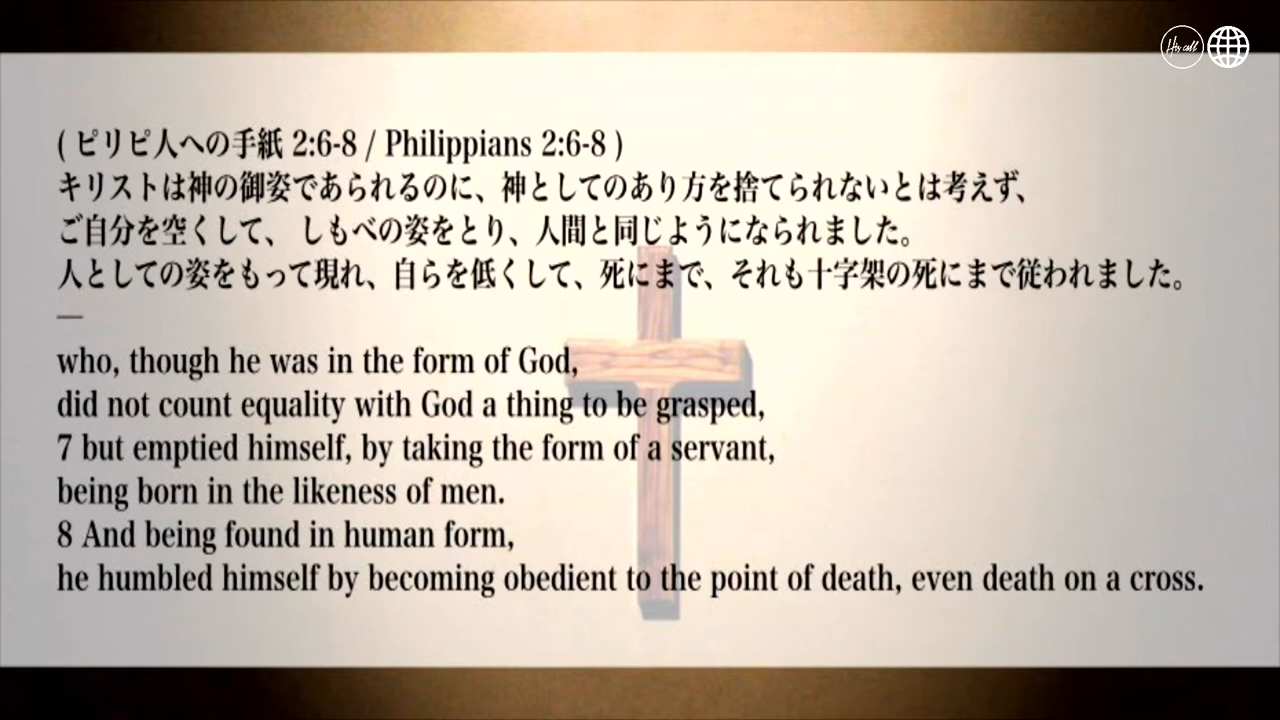 His call
( ピリピ人への手紙 2:6-8 / Philippians 2:6-8 )
キリストは神の御姿であられるのに、神としてのあり方を捨てられないとは考えず、
ご自分を空くして、 しもべの姿をとり、人間と同じようになられました。
人としての姿をもって現れ、自らを低くして、死にまで、それも十字架の死にまで従われました。
—
who, though he was in the form of God,
did not count equality with God a thing to be grasped,
7 but emptied himself, by taking the form of a servant,
being born in the likeness of men.
8 And being found in human form,
he humbled himself by becoming obedient to the point of death, even death on a cross.